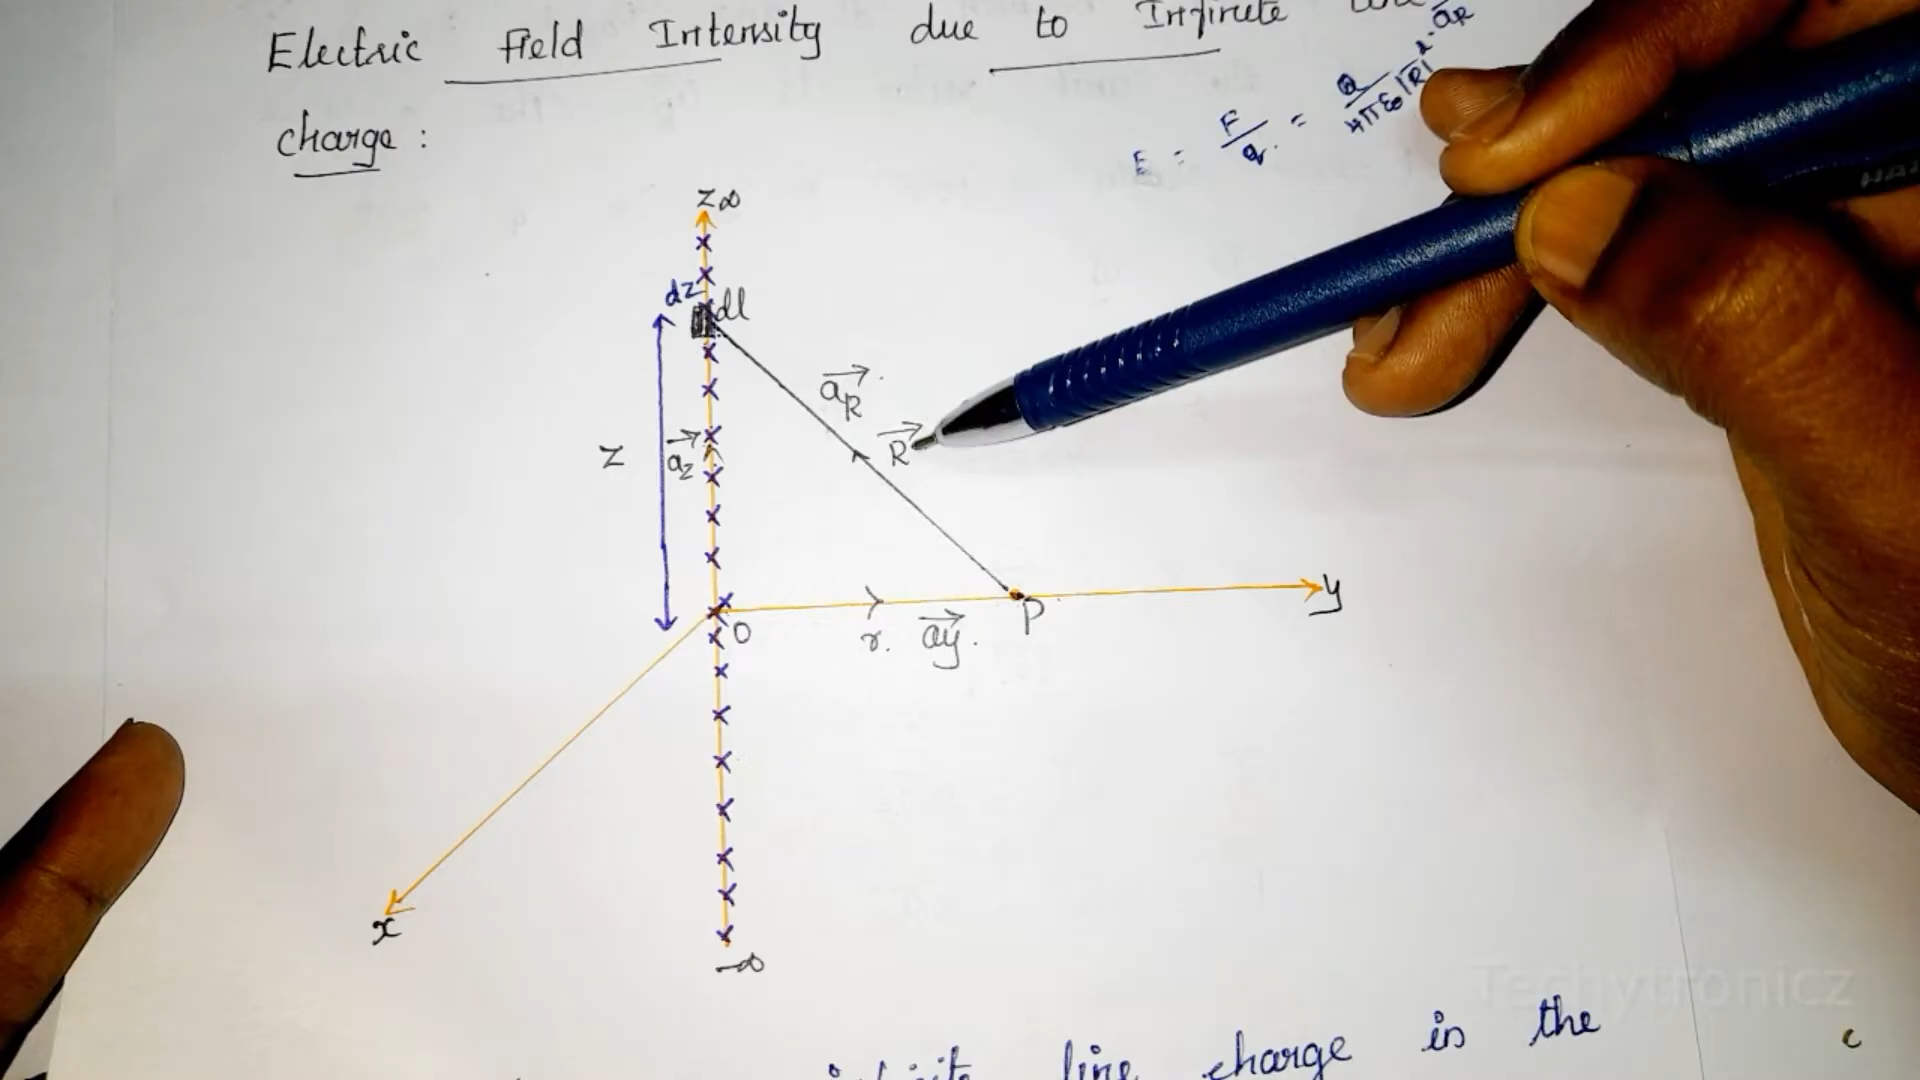 Electric Field Intensity due to Infinite
charge :
E = F/Q = Q/4πε₀|R|² · aR
z∞
dz
dl
aR
R
z
az
O
r. ay.
P
y
x
-∞
Techytronicz
line charge is the